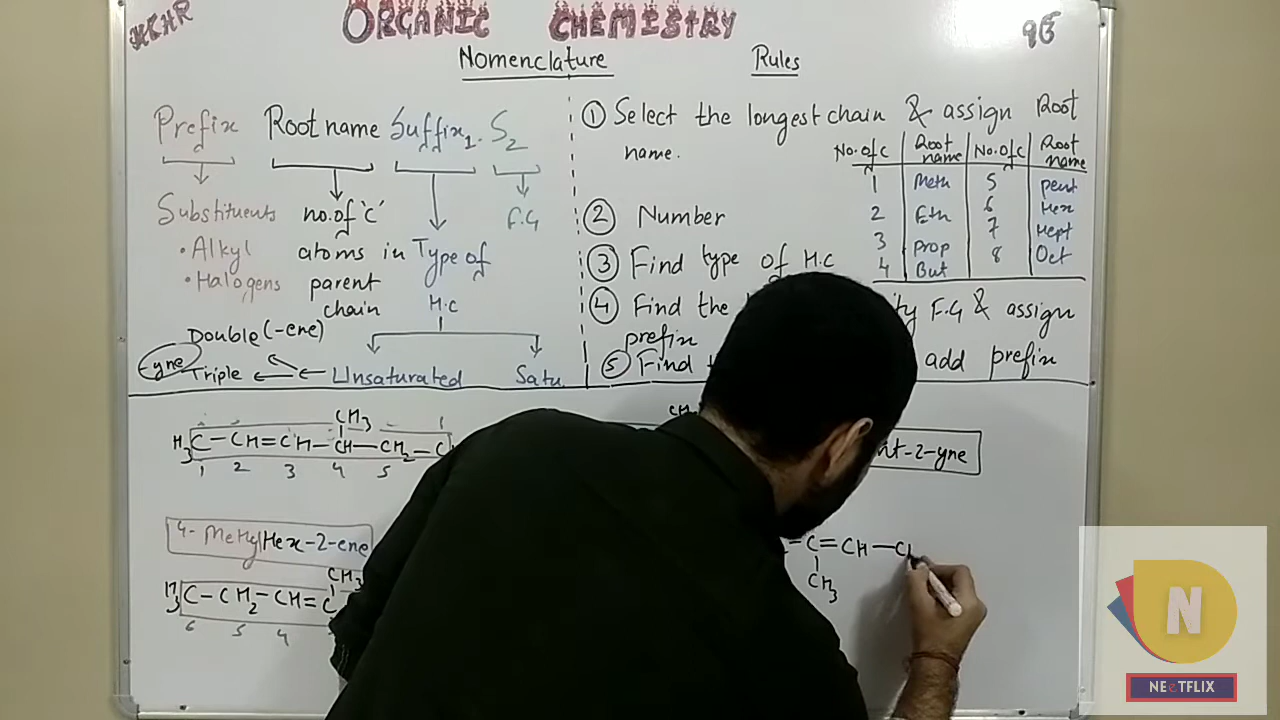 ORGANIC CHEMISTRY
Nomenclature
Prefix Root name Suffix1. S2
Substituents
• Alkyl
• Halogens
no. of 'C'
atoms in
parent
chain
Type of
H.C
F.G
Double (-ene)
-yne Triple Unsaturated Satu
Rules
① Select the longest chain & assign Root
name.
② Number
③ Find type of H.C
④ Find the F.G & assign
prefix
⑤ Find add prefix
No. of C Root name No. of C Root name
1 Meth 5 pent
2 Eth 6 Hex
3 Prop 7 Hept
4 But 8 Oct
CH3
H3C - CH = CH - CH - CH2 - C
1 2 3 4 5
4- Methyl Hex-2-ene
CH3
H3C - CH2 - CH = C
6 5 4
-2-yne
- C = CH - C
CH3
N
NEeTFLIX